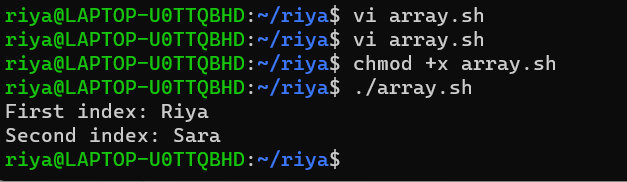 riya@LAPTOP-U0TTQBHD:~/riya$ vi array.sh
riya@LAPTOP-U0TTQBHD:~/riya$ vi array.sh
riya@LAPTOP-U0TTQBHD:~/riya$ chmod +x array.sh
riya@LAPTOP-U0TTQBHD:~/riya$ ./array.sh
First index: Riya
Second index: Sara
riya@LAPTOP-U0TTQBHD:~/riya$